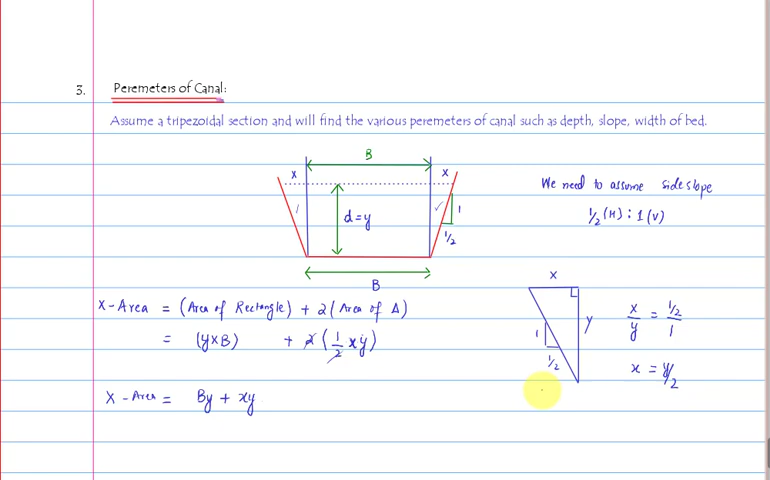 3. Peremeters of Canal:
Assume a tripezoidal section and will find the various peremeters of canal such as depth, slope, width of bed.
B
x x
We need to assume side slope
1/2 (H) : 1 (V)
d = y
1
1/2
B
X-Area = (Area of Rectangle) + 2 (Area of Δ)
= (y×B) + 2 (1/2 xy)
X-Area = By + xy
x
y
1
1/2
x/y = 1/2/1
x = y/2